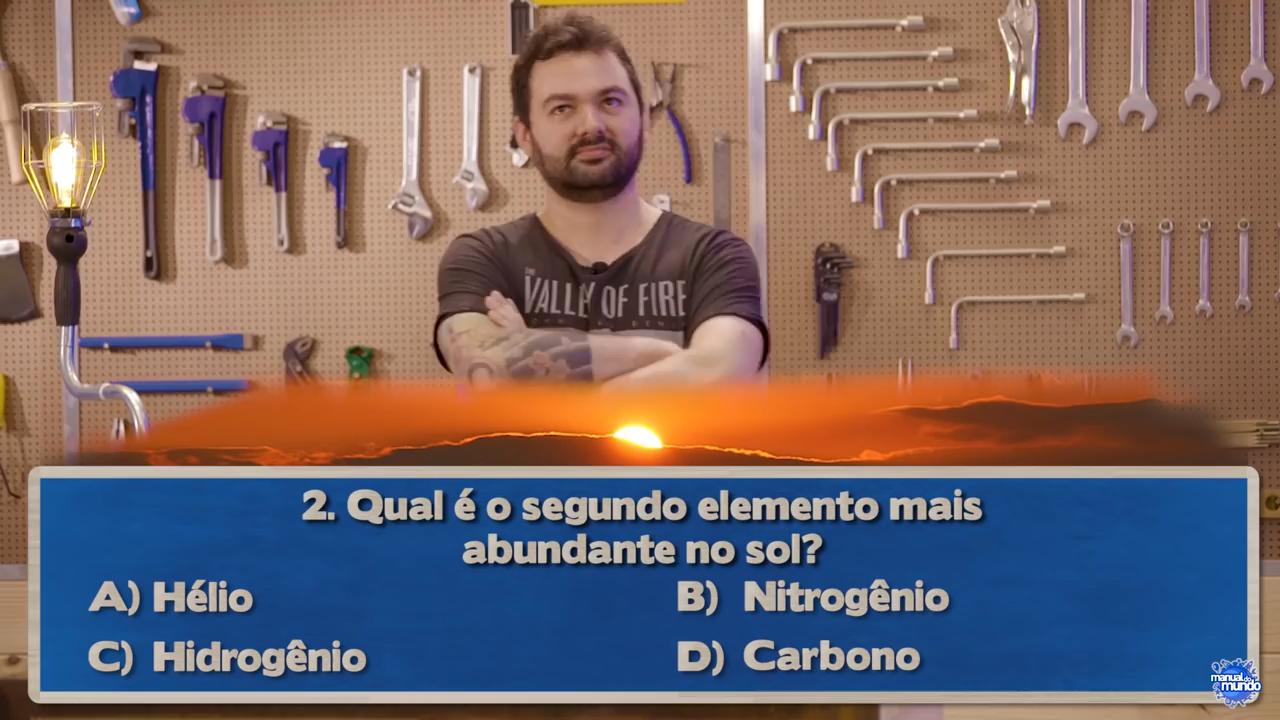 VALLEY OF FIRE
2. Qual é o segundo elemento mais
abundante no sol?
A) Hélio
B) Nitrogênio
C) Hidrogênio
D) Carbono
manual do
mundo